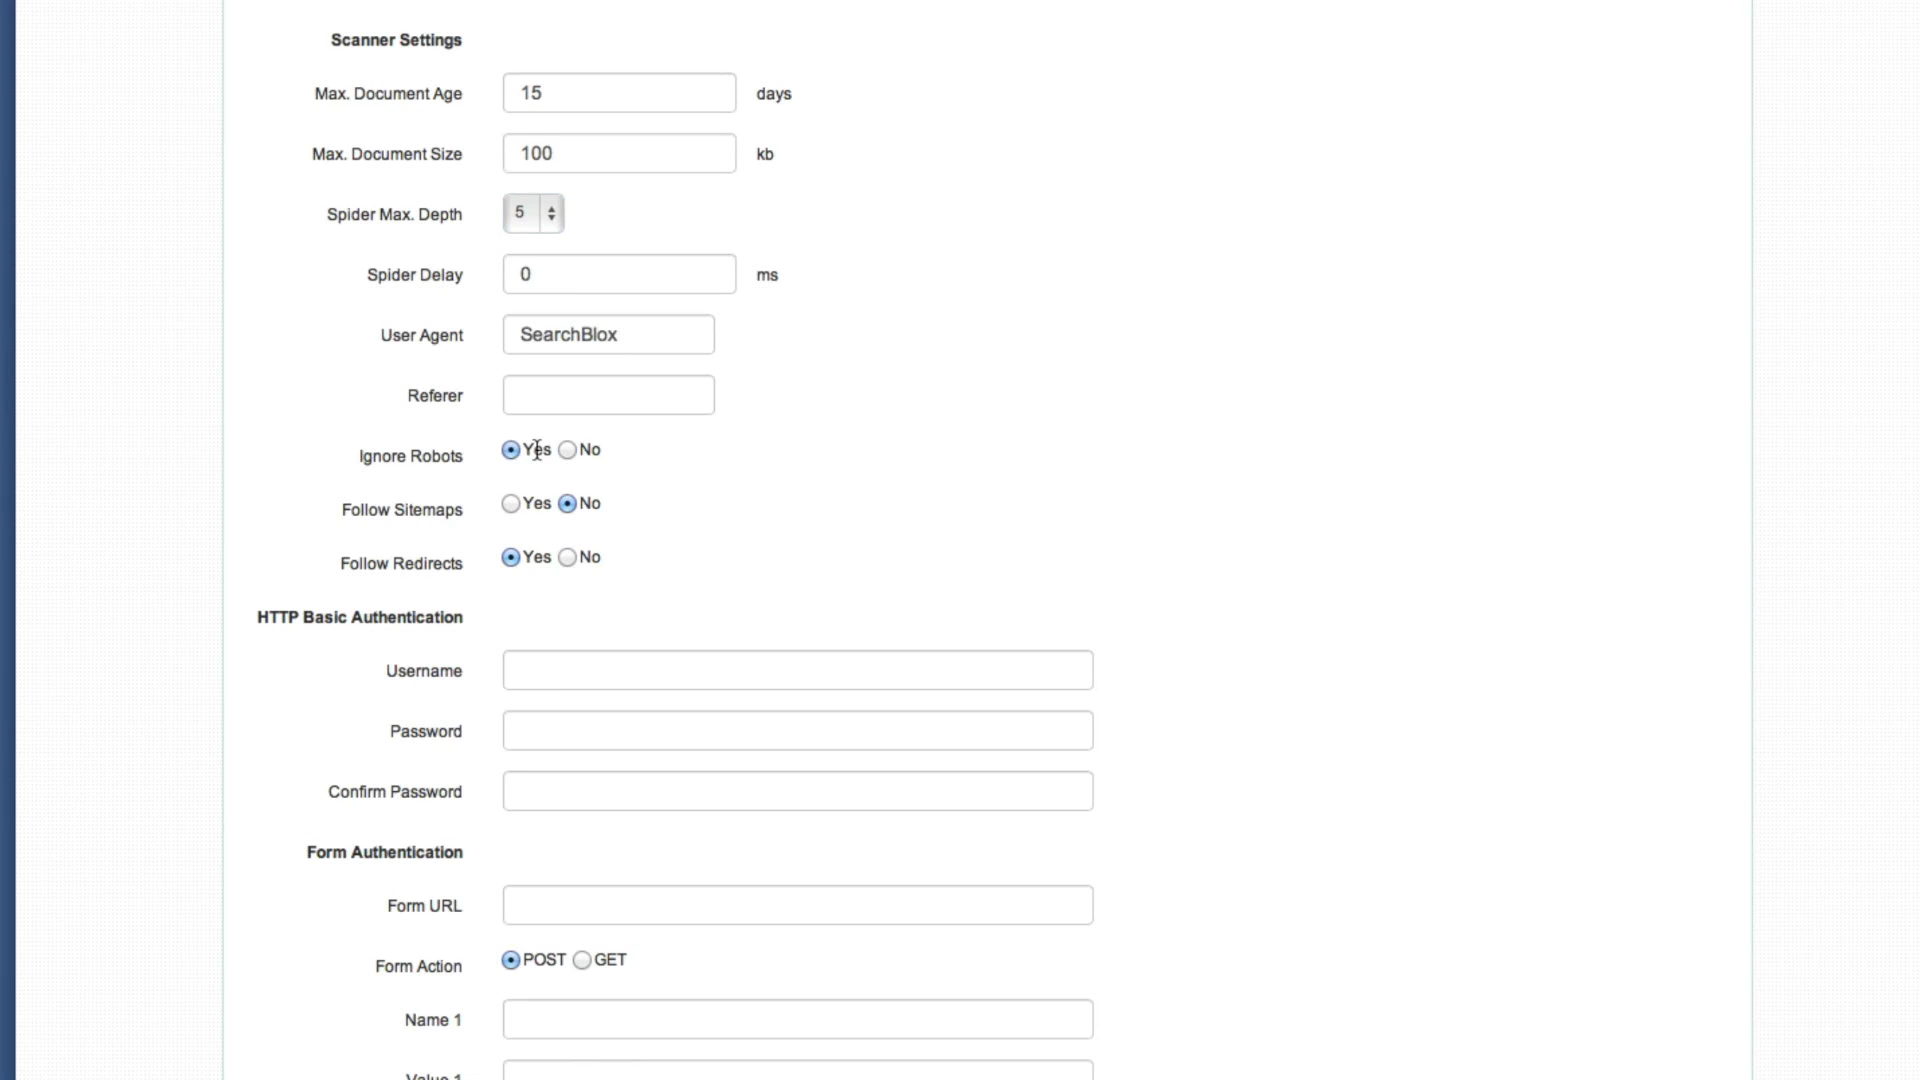 Scanner Settings
Max. Document Age 15 days
Max. Document Size 100 kb
Spider Max. Depth 5
Spider Delay 0 ms
User Agent SearchBlox
Referer
Ignore Robots Yes No
Follow Sitemaps Yes No
Follow Redirects Yes No
HTTP Basic Authentication
Username
Password
Confirm Password
Form Authentication
Form URL
Form Action POST GET
Name 1
Value 1